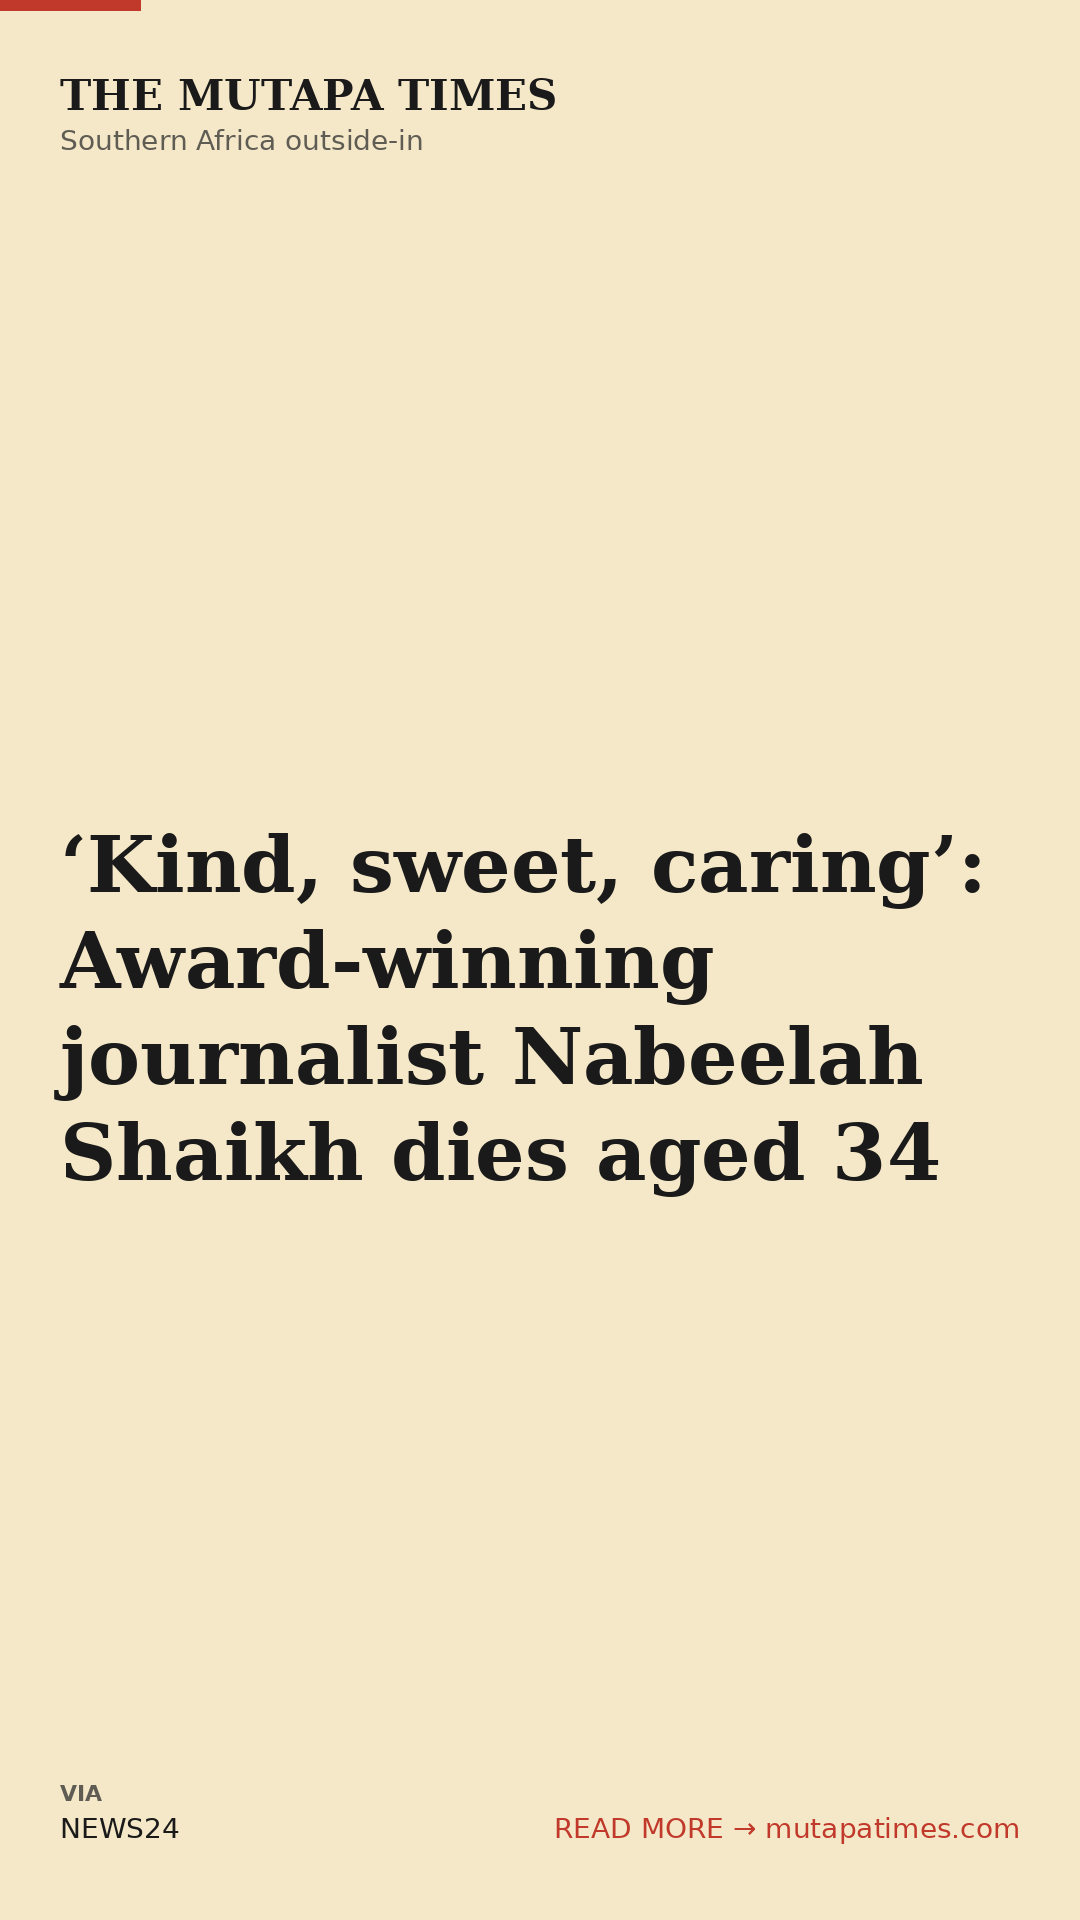 THE MUTAPA TIMES
Southern Africa outside-in
‘Kind, sweet, caring’:
Award-winning
journalist Nabeelah
Shaikh dies aged 34
VIA
NEWS24
READ MORE → mutapatimes.com